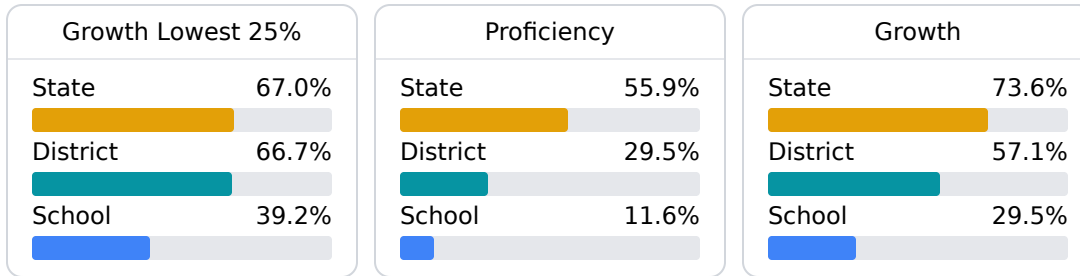 Growth Lowest 25%
State 67.0%
District 66.7%
School 39.2%
Proficiency
State 55.9%
District 29.5%
School 11.6%
Growth
State 73.6%
District 57.1%
School 29.5%